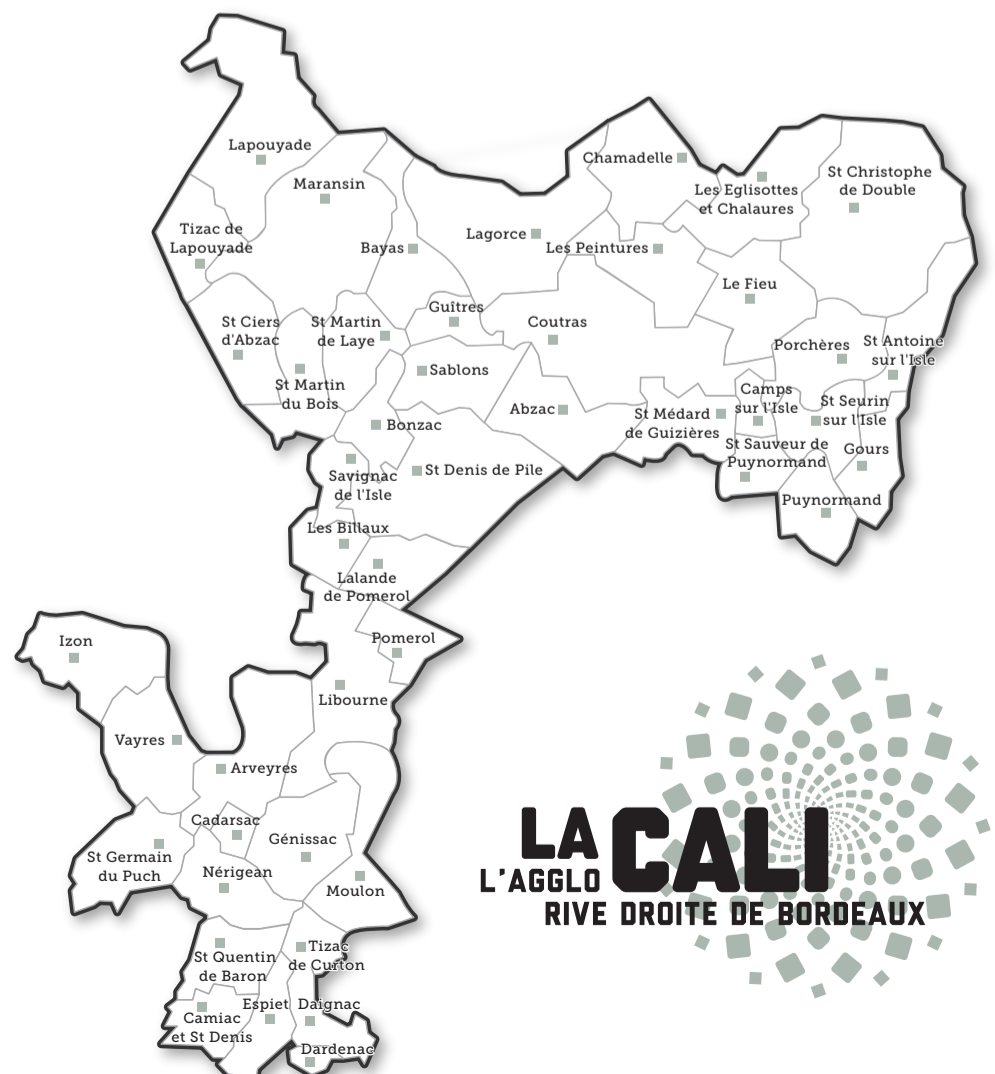 Lapouyade
Maransin
Tizac de
Lapouyade
Bayas
Lagorce
Chamadelle
Les Eglisottes
et Chalaures
St Christophe
de Double
Les Peintures
Le Fieu
St Ciers
d'Abzac
St Martin
de Laye
Guîtres
Coutras
Porchères
St Antoine
sur l'Isle
St Martin
du Bois
Sablons
Bonzac
Abzac
St Médard
de Guizières
Camps
sur l'Isle
St Seurin
sur l'Isle
St Sauveur de
Puynormand
Gours
Puynormand
Savignac
de l'Isle
St Denis de Pile
Les Billaux
Lalande
de Pomerol
Pomerol
Libourne
Izon
Vayres
Arveyres
Cadarsac
Génissac
St Germain
du Puch
Nérigean
Moulon
St Quentin
de Baron
Tizac
de Curton
Camiac
et St Denis
Espiet
Daignac
Dardenac
LA CALI
L'AGGLO
RIVE DROITE DE BORDEAUX